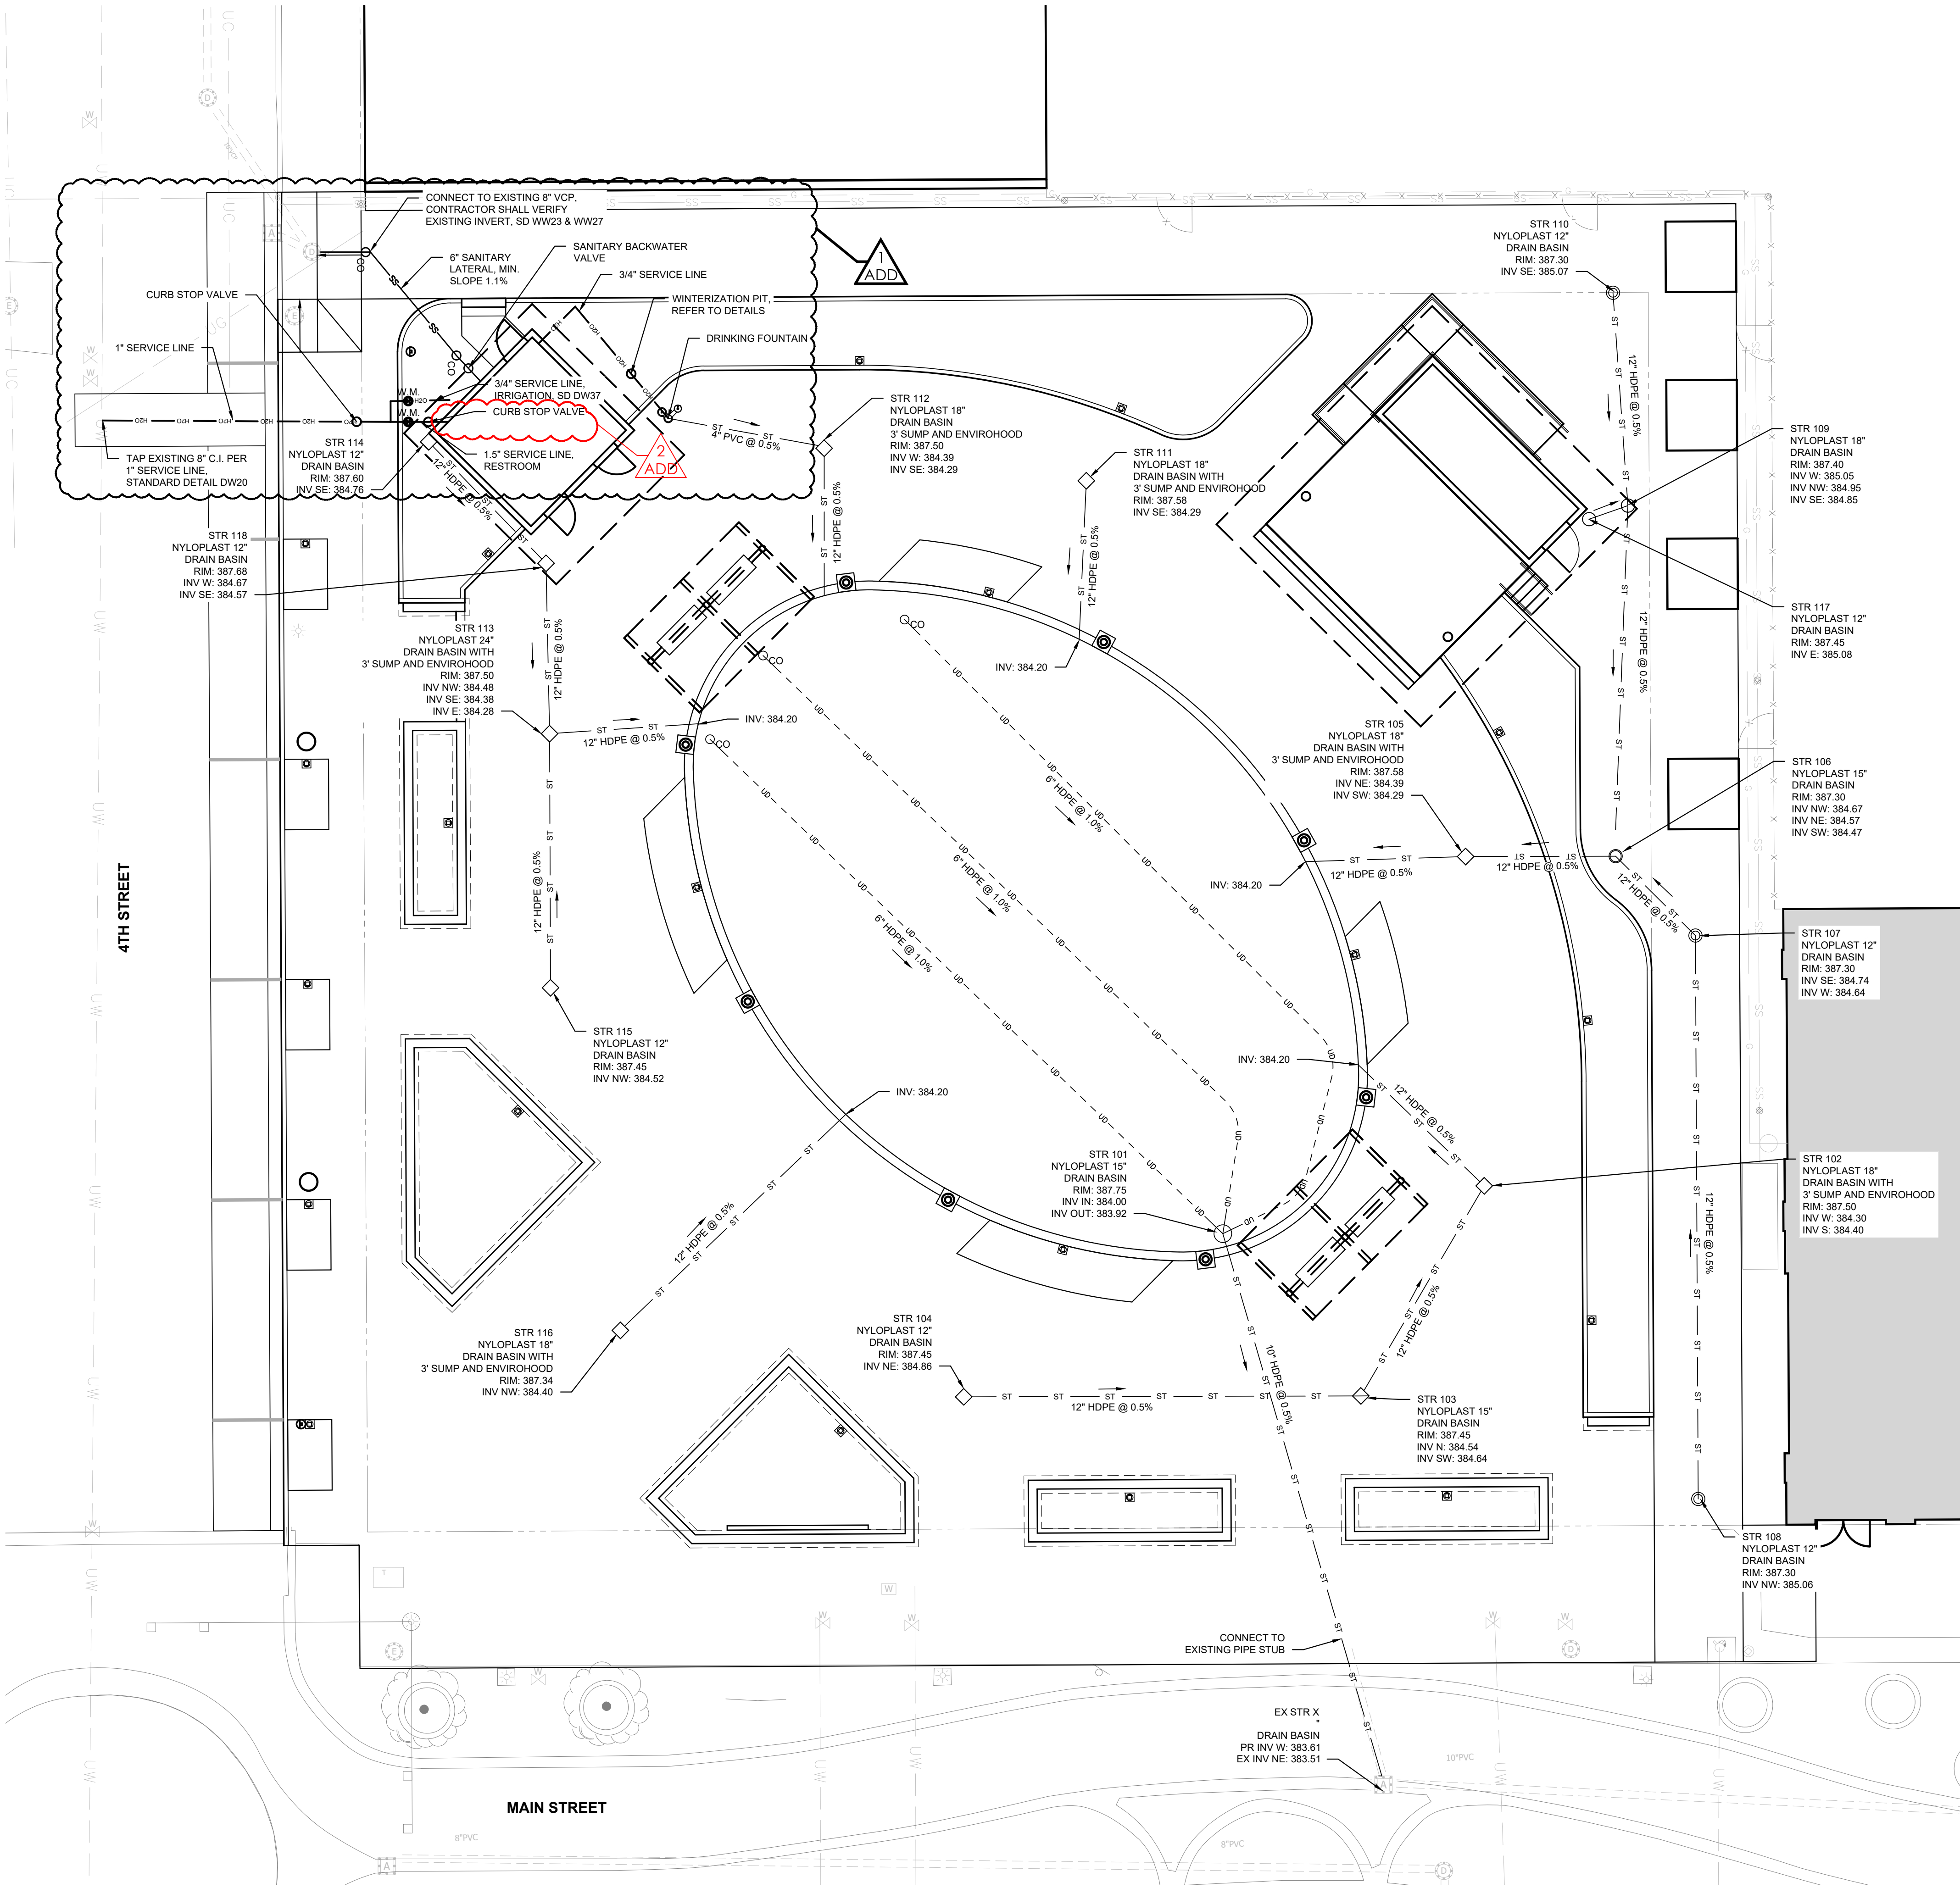 CONNECT TO EXISTING 8" VCP,
CONTRACTOR SHALL VERIFY
EXISTING INVERT, SD WW23 & WW27
6" SANITARY
LATERAL, MIN.
SLOPE 1.1%
SANITARY BACKWATER
VALVE
3/4" SERVICE LINE
WINTERIZATION PIT,
REFER TO DETAILS
DRINKING FOUNTAIN
1
ADD
CURB STOP VALVE
1" SERVICE LINE
W.M.
W.M.
3/4" SERVICE LINE,
IRRIGATION, SD DW37
CURB STOP VALVE
1.5" SERVICE LINE,
RESTROOM
2
ADD
TAP EXISTING 8" C.I. PER
1" SERVICE LINE,
STANDARD DETAIL DW20
STR 114
NYLOPLAST 12"
DRAIN BASIN
RIM: 387.60
INV SE: 384.76
12" HDPE @ 0.5%
4" PVC @ 0.5%
STR 112
NYLOPLAST 18"
DRAIN BASIN
3' SUMP AND ENVIROHOOD
RIM: 387.50
INV W: 384.39
INV SE: 384.29
12" HDPE @ 0.5%
STR 111
NYLOPLAST 18"
DRAIN BASIN WITH
3' SUMP AND ENVIROHOOD
RIM: 387.58
INV SE: 384.29
12" HDPE @ 0.5%
INV: 384.20
STR 110
NYLOPLAST 12"
DRAIN BASIN
RIM: 387.30
INV SE: 385.07
12" HDPE @ 0.5%
STR 109
NYLOPLAST 18"
DRAIN BASIN
RIM: 387.40
INV W: 385.05
INV NW: 384.95
INV SE: 384.85
STR 117
NYLOPLAST 12"
DRAIN BASIN
RIM: 387.45
INV E: 385.08
12" HDPE @ 0.5%
STR 118
NYLOPLAST 12"
DRAIN BASIN
RIM: 387.68
INV W: 384.67
INV SE: 384.57
STR 113
NYLOPLAST 24"
DRAIN BASIN WITH
3' SUMP AND ENVIROHOOD
RIM: 387.50
INV NW: 384.48
INV SE: 384.38
INV E: 384.28
12" HDPE @ 0.5%
12" HDPE @ 0.5%
INV: 384.20
CO
CO
CO
6" HDPE @ 1.0%
6" HDPE @ 1.0%
6" HDPE @ 1.0%
STR 105
NYLOPLAST 18"
DRAIN BASIN WITH
3' SUMP AND ENVIROHOOD
RIM: 387.58
INV NE: 384.39
INV SW: 384.29
STR 106
NYLOPLAST 15"
DRAIN BASIN
RIM: 387.30
INV NW: 384.67
INV NE: 384.57
INV SW: 384.47
12" HDPE @ 0.5%
12" HDPE @ 0.5%
12" HDPE @ 0.5%
INV: 384.20
4TH STREET
12" HDPE @ 0.5%
STR 107
NYLOPLAST 12"
DRAIN BASIN
RIM: 387.30
INV SE: 384.74
INV W: 384.64
STR 115
NYLOPLAST 12"
DRAIN BASIN
RIM: 387.45
INV NW: 384.52
INV: 384.20
INV: 384.20
12" HDPE @ 0.5%
STR 101
NYLOPLAST 15"
DRAIN BASIN
RIM: 387.75
INV IN: 384.00
INV OUT: 383.92
STR 102
NYLOPLAST 18"
DRAIN BASIN WITH
3' SUMP AND ENVIROHOOD
RIM: 387.50
INV W: 384.30
INV S: 384.40
12" HDPE @ 0.5%
12" HDPE @ 0.5%
12" HDPE @ 0.5%
STR 116
NYLOPLAST 18"
DRAIN BASIN WITH
3' SUMP AND ENVIROHOOD
RIM: 387.34
INV NW: 384.40
STR 104
NYLOPLAST 12"
DRAIN BASIN
RIM: 387.45
INV NE: 384.86
12" HDPE @ 0.5%
10" HDPE @ 0.5%
STR 103
NYLOPLAST 15"
DRAIN BASIN
RIM: 387.45
INV N: 384.54
INV SW: 384.64
STR 108
NYLOPLAST 12"
DRAIN BASIN
RIM: 387.30
INV NW: 385.06
CONNECT TO
EXISTING PIPE STUB
EX STR X
"
DRAIN BASIN
PR INV W: 383.61
EX INV NE: 383.51
10"PVC
MAIN STREET
8"PVC
8"PVC